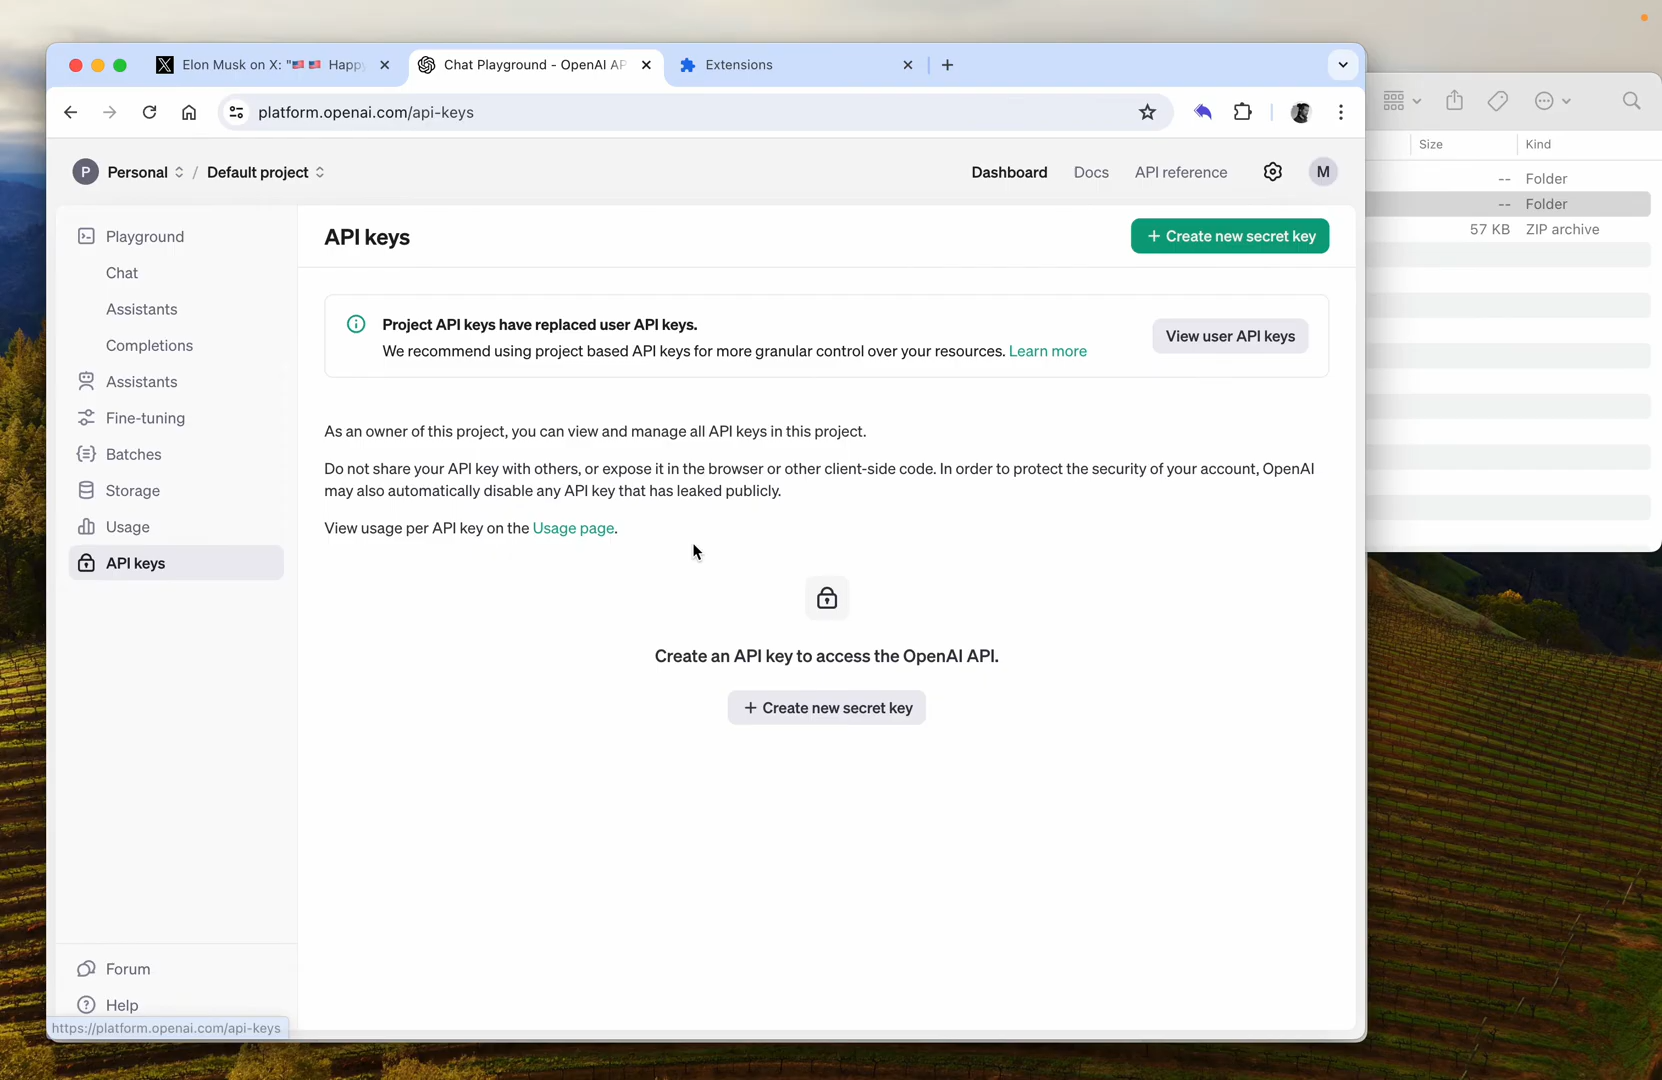 Elon Musk on X: "🇺🇸 🇺🇸 Happy
Chat Playground - OpenAI AP
Extensions
platform.openai.com/api-keys
Size
Kind
P
Personal / Default project
Dashboard
Docs
API reference
M
-- Folder
-- Folder
57 KB ZIP archive
Playground
Chat
Assistants
Completions
Assistants
Fine-tuning
Batches
Storage
Usage
API keys
API keys
+ Create new secret key
Project API keys have replaced user API keys.
We recommend using project based API keys for more granular control over your resources. Learn more
View user API keys
As an owner of this project, you can view and manage all API keys in this project.
Do not share your API key with others, or expose it in the browser or other client-side code. In order to protect the security of your account, OpenAI
may also automatically disable any API key that has leaked publicly.
View usage per API key on the Usage page.
Create an API key to access the OpenAI API.
+ Create new secret key
Forum
Help
https://platform.openai.com/api-keys